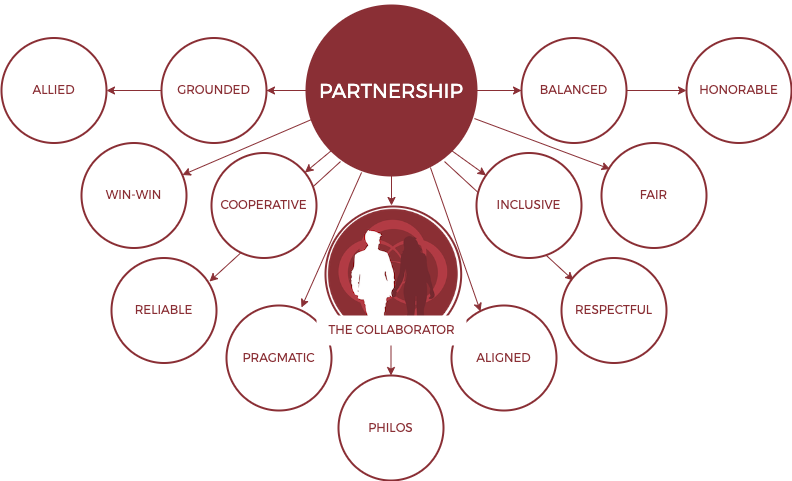 PARTNERSHIP
ALLIED
GROUNDED
BALANCED
HONORABLE
WIN-WIN
COOPERATIVE
INCLUSIVE
FAIR
RELIABLE
THE COLLABORATOR
RESPECTFUL
PRAGMATIC
ALIGNED
PHILOS